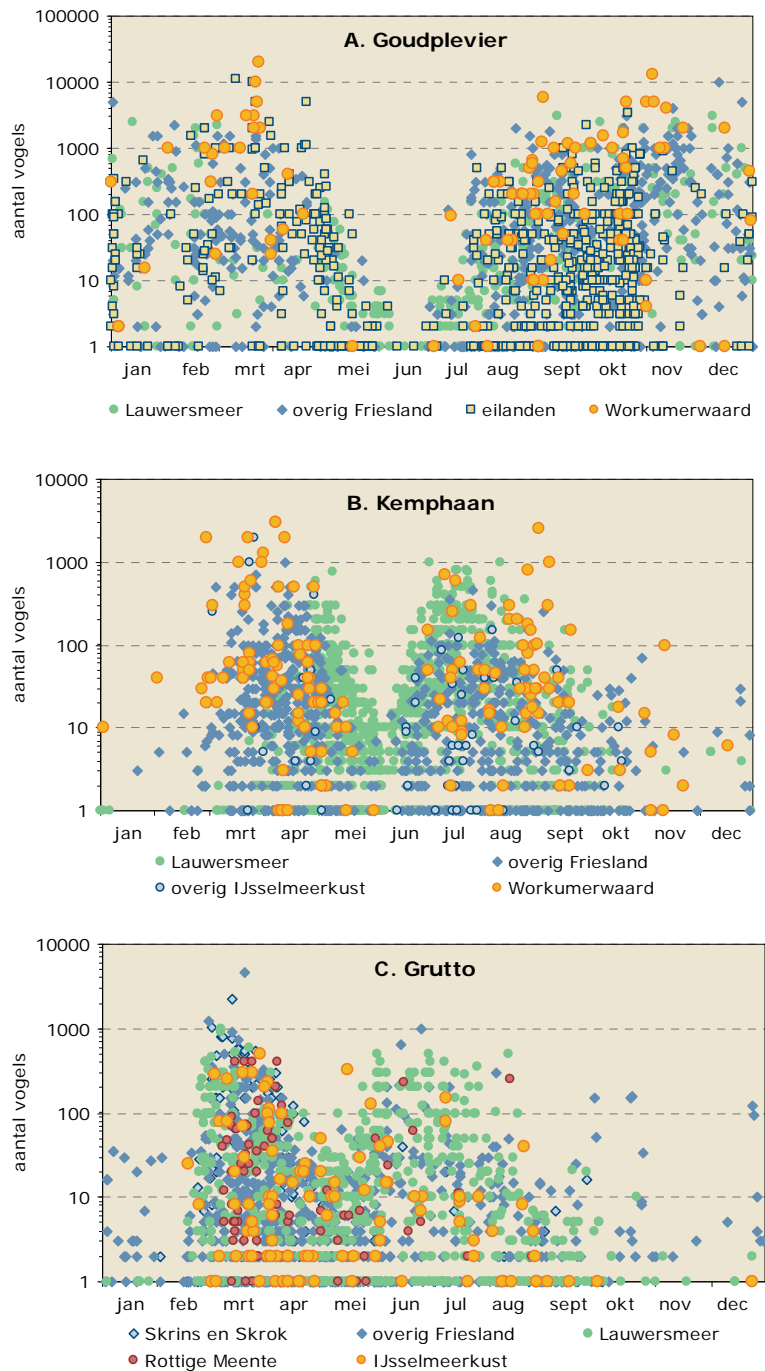 A. Goudplevier
aantal vogels
100000
10000
1000
100
10
1
jan feb mrt apr mei jun jul aug sept okt nov dec
Lauwersmeer overig Friesland eilanden Workumerwaard
B. Kemphaan
aantal vogels
10000
1000
100
10
1
jan feb mrt apr mei jun jul aug sept okt nov dec
Lauwersmeer overig Friesland
overig IJsselmeerkust Workumerwaard
C. Grutto
aantal vogels
10000
1000
100
10
1
jan feb mrt apr mei jun jul aug sept okt nov dec
Skrins en Skrok overig Friesland Lauwersmeer
Rottige Meente IJsselmeerkust